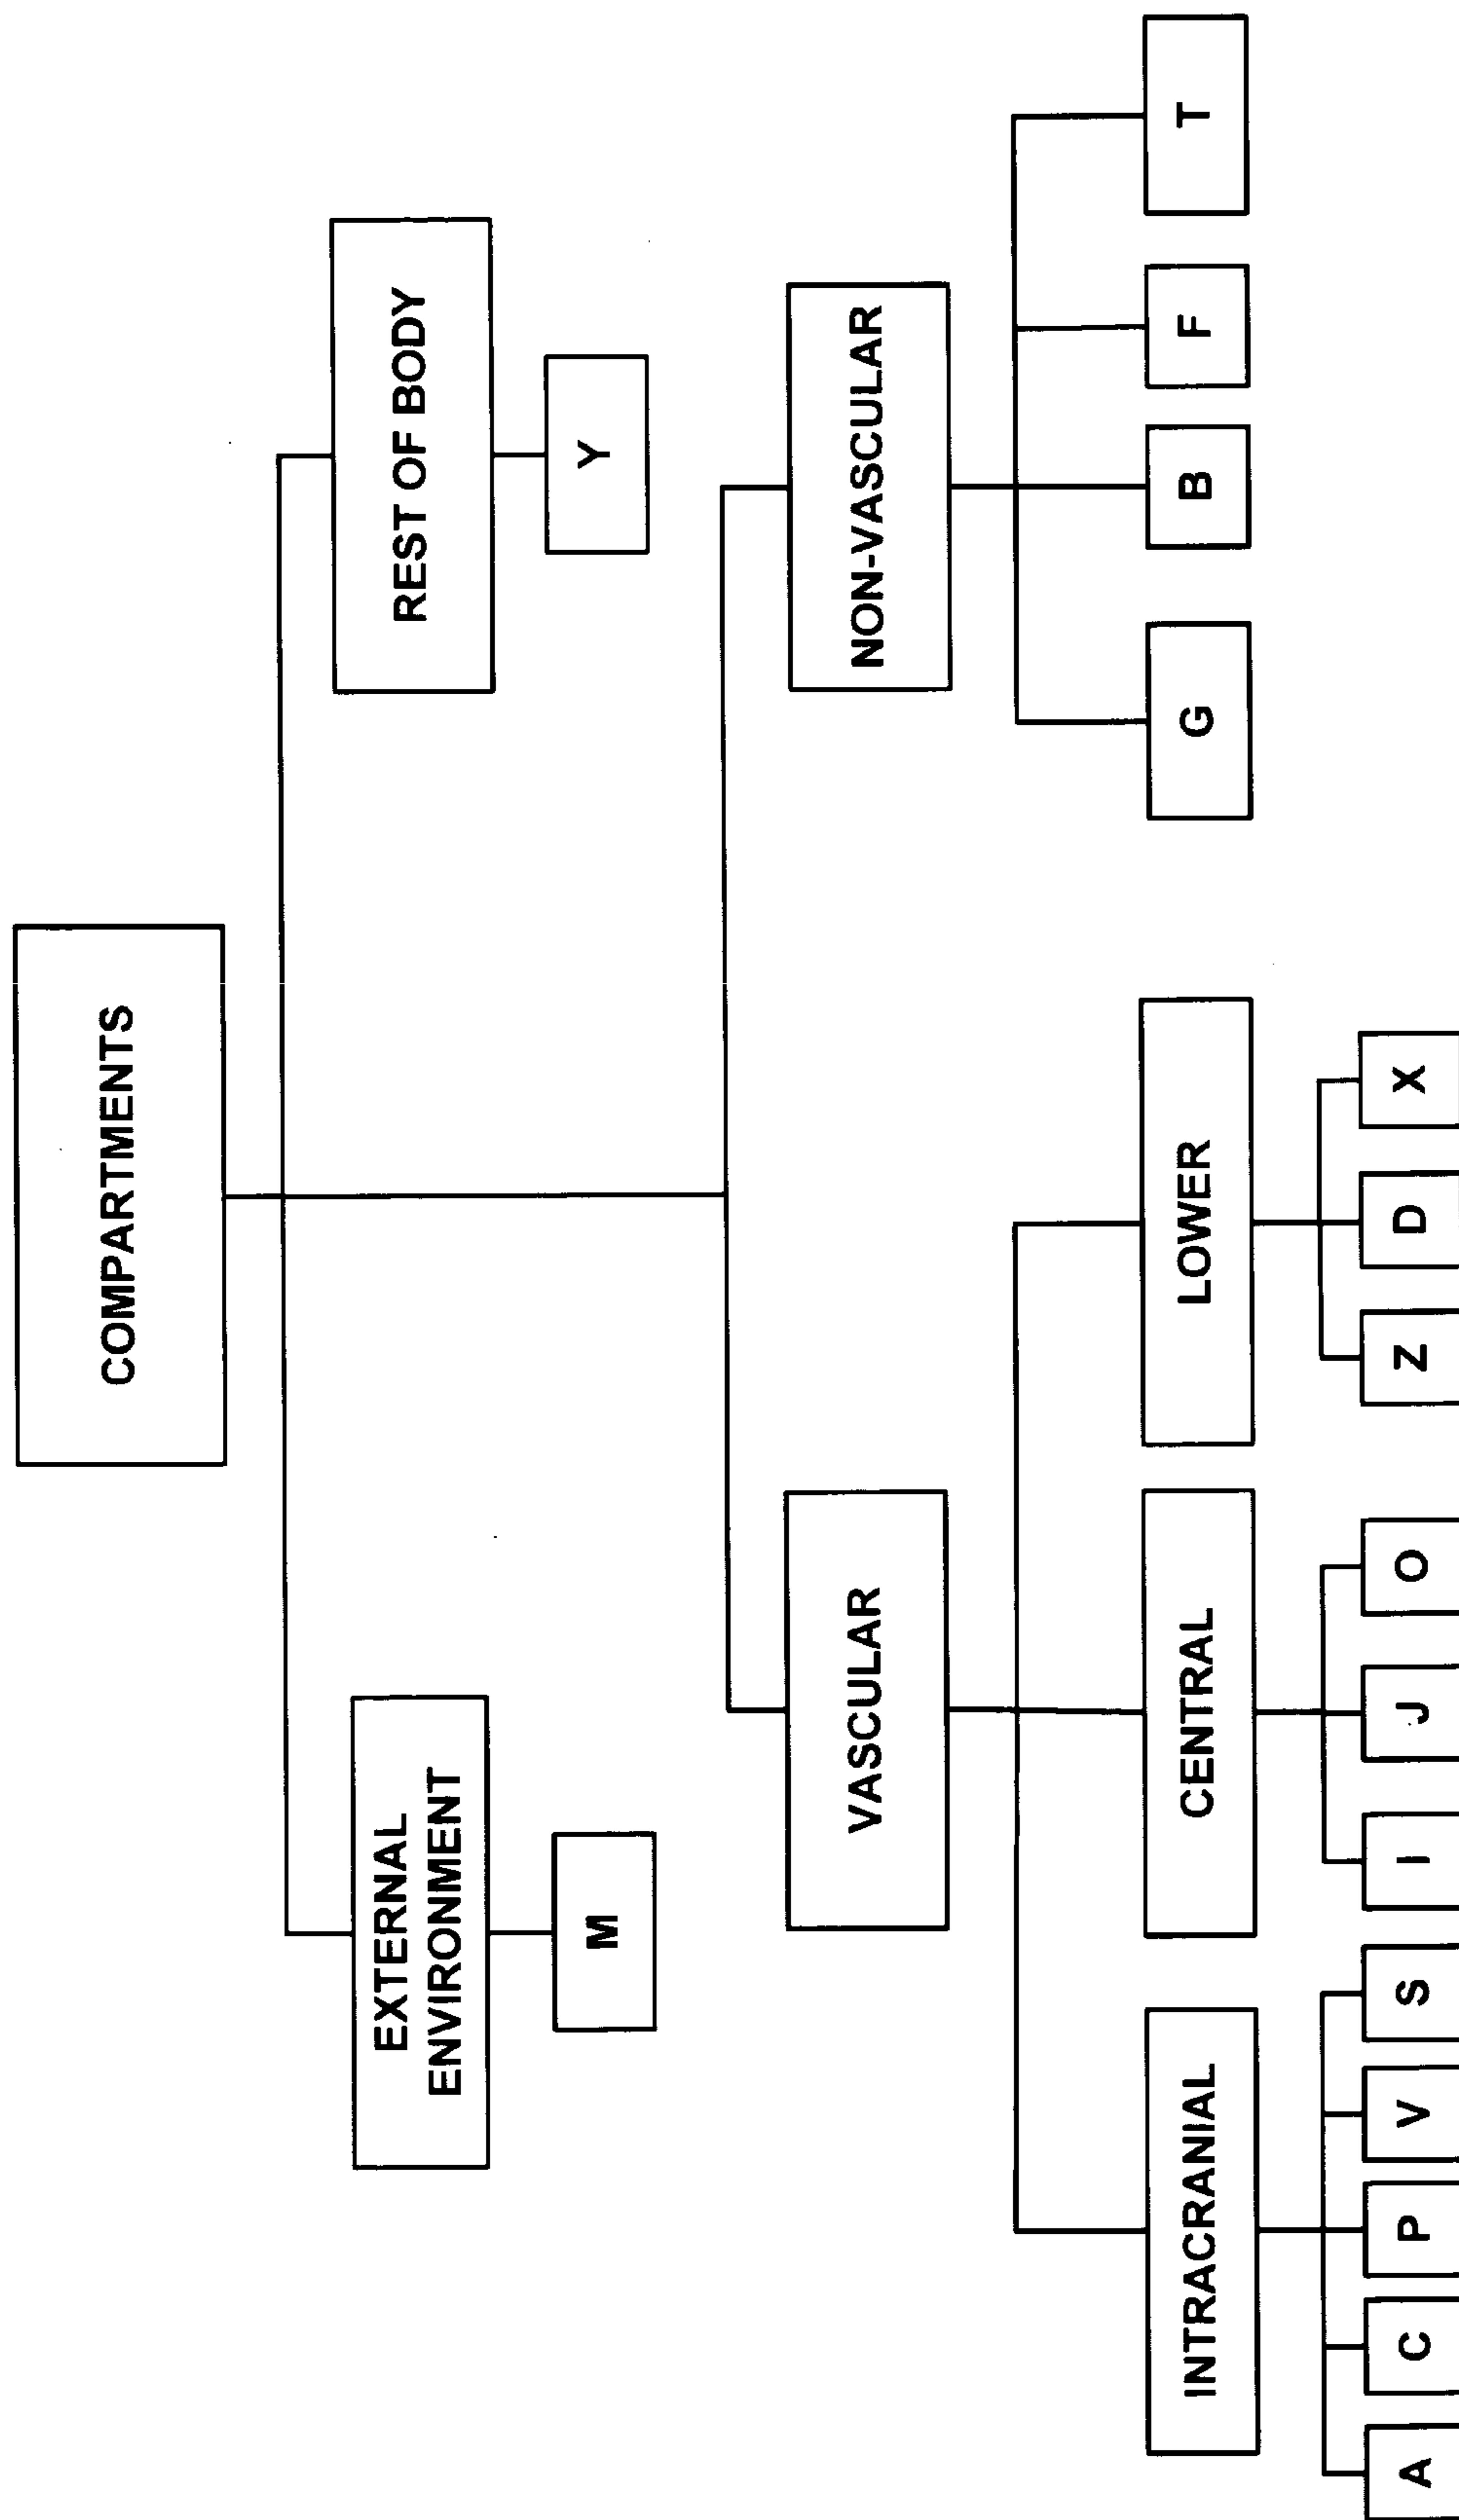 COMPARTMENTS
EXTERNAL
ENVIRONMENT
REST OF BODY
M
Y
VASCULAR
NON-VASCULAR
INTRACRANIAL
CENTRAL
LOWER
G
B
F
T
A
C
P
V
S
I
J
O
Z
D
X